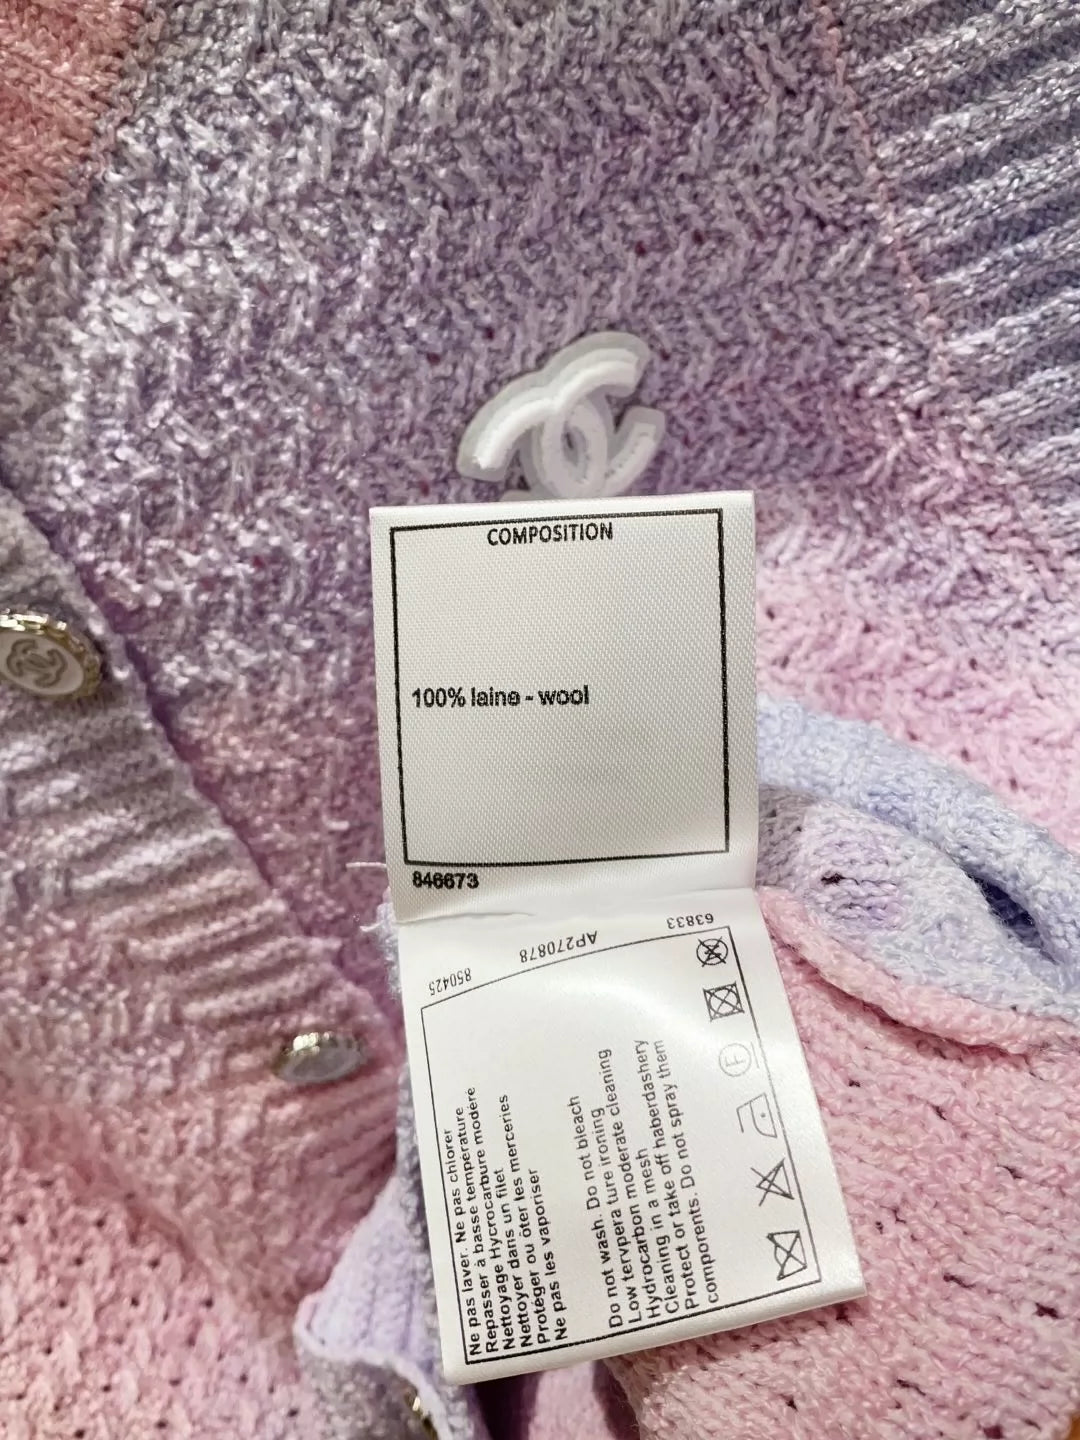 COMPOSITION
100% laine - wool
846673
63833
AP270878
850425
Ne pas laver. Ne pas chlorer
Repasser à basse température
Nettoyage Hycrocarbure modère
Nettoyer dans un filet
Protéger ou ôter les merceries
Ne pas les vaporiser
Do not wash. Do not bleach
Low tervpera ture ironing
Hydrocarbon moderate cleaning
Cleaning in a mesh
Protect or take off haberdashery
components. Do not spray them